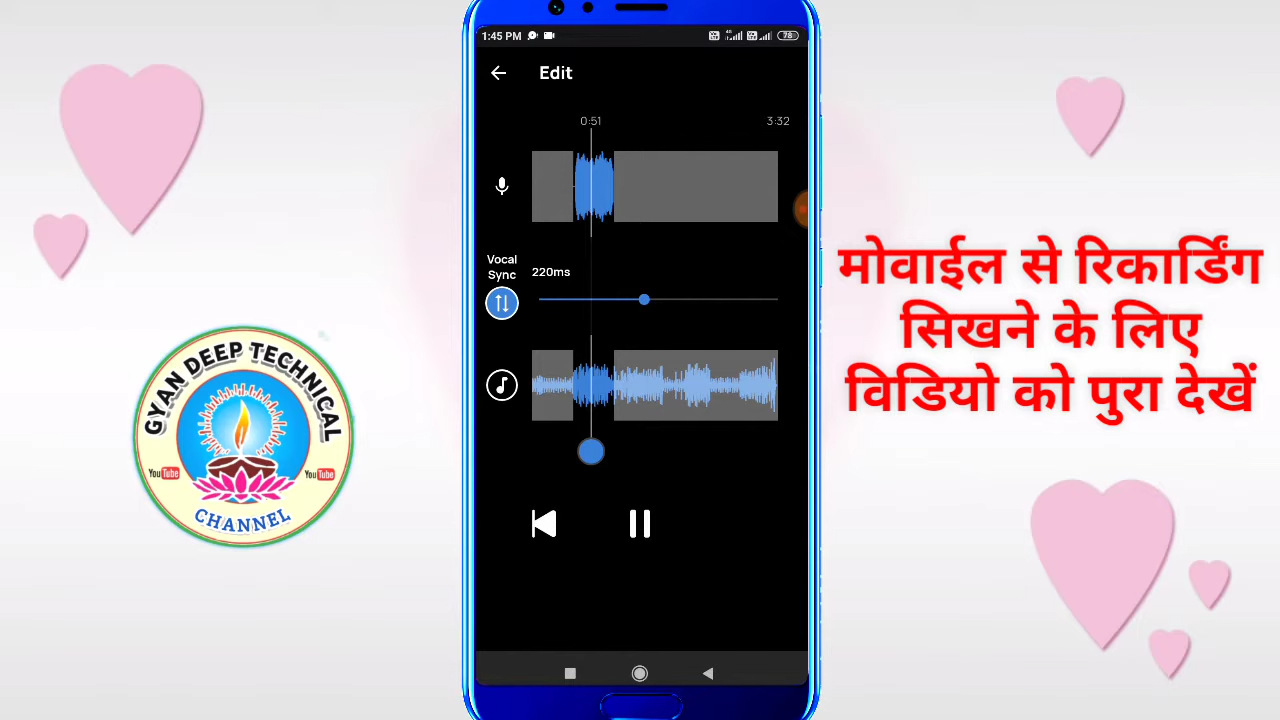 1:45 PM
78
Edit
0:51
3:32
Vocal
Sync
220ms
GYAN DEEP TECHNICAL
YouTube
YouTube
CHANNEL
मोवाईल से रिकार्डिंग
सिखने के लिए
विडियो को पुरा देखें